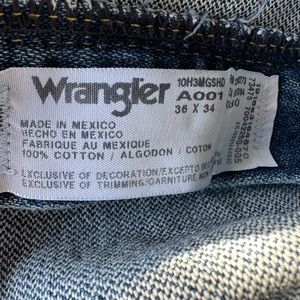 Wrangler
10H3MGSHD
A001
36 X 34
MADE IN MEXICO
HECHO EN MEXICO
FABRIQUE AU MEXIQUE
100% COTTON / ALGODON / COTON
EXCLUSIVE OF DECORATION/EXCEPTO
EXCLUSIVE OF TRIMMING/GARNITURE NON